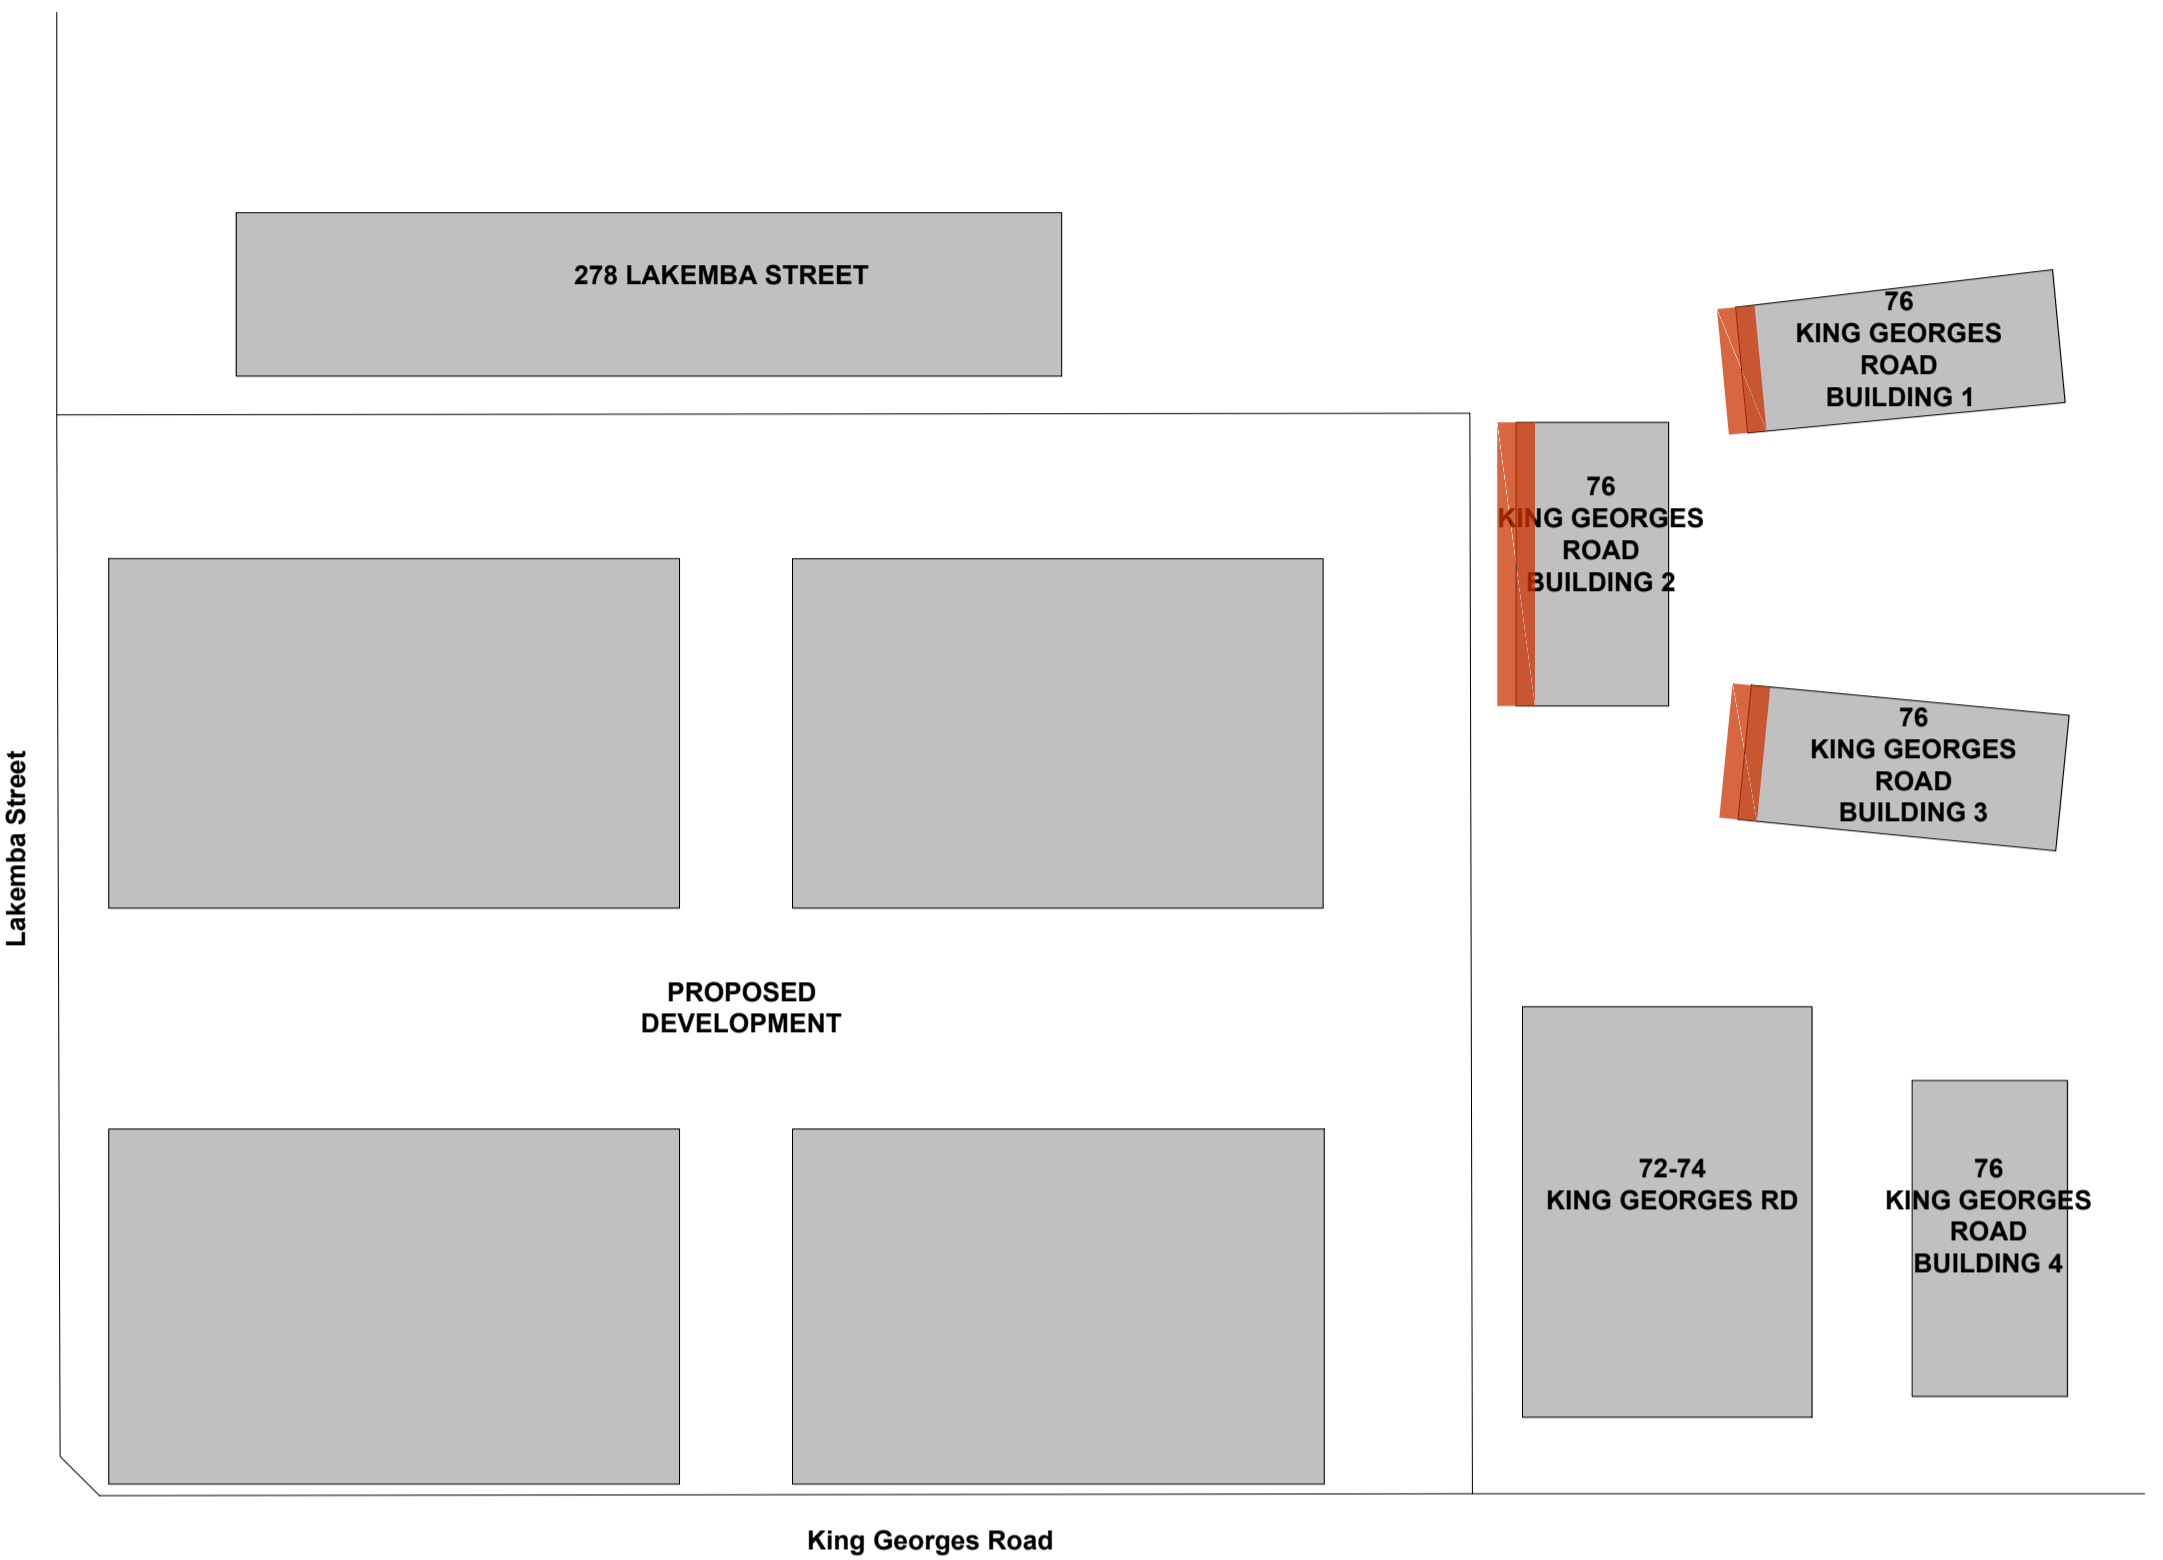 278 LAKEMBA STREET
76
KING GEORGES
ROAD
BUILDING 1
76
KING GEORGES
ROAD
BUILDING 2
76
KING GEORGES
ROAD
BUILDING 3
Lakemba Street
PROPOSED
DEVELOPMENT
72-74
KING GEORGES RD
76
KING GEORGES
ROAD
BUILDING 4
King Georges Road